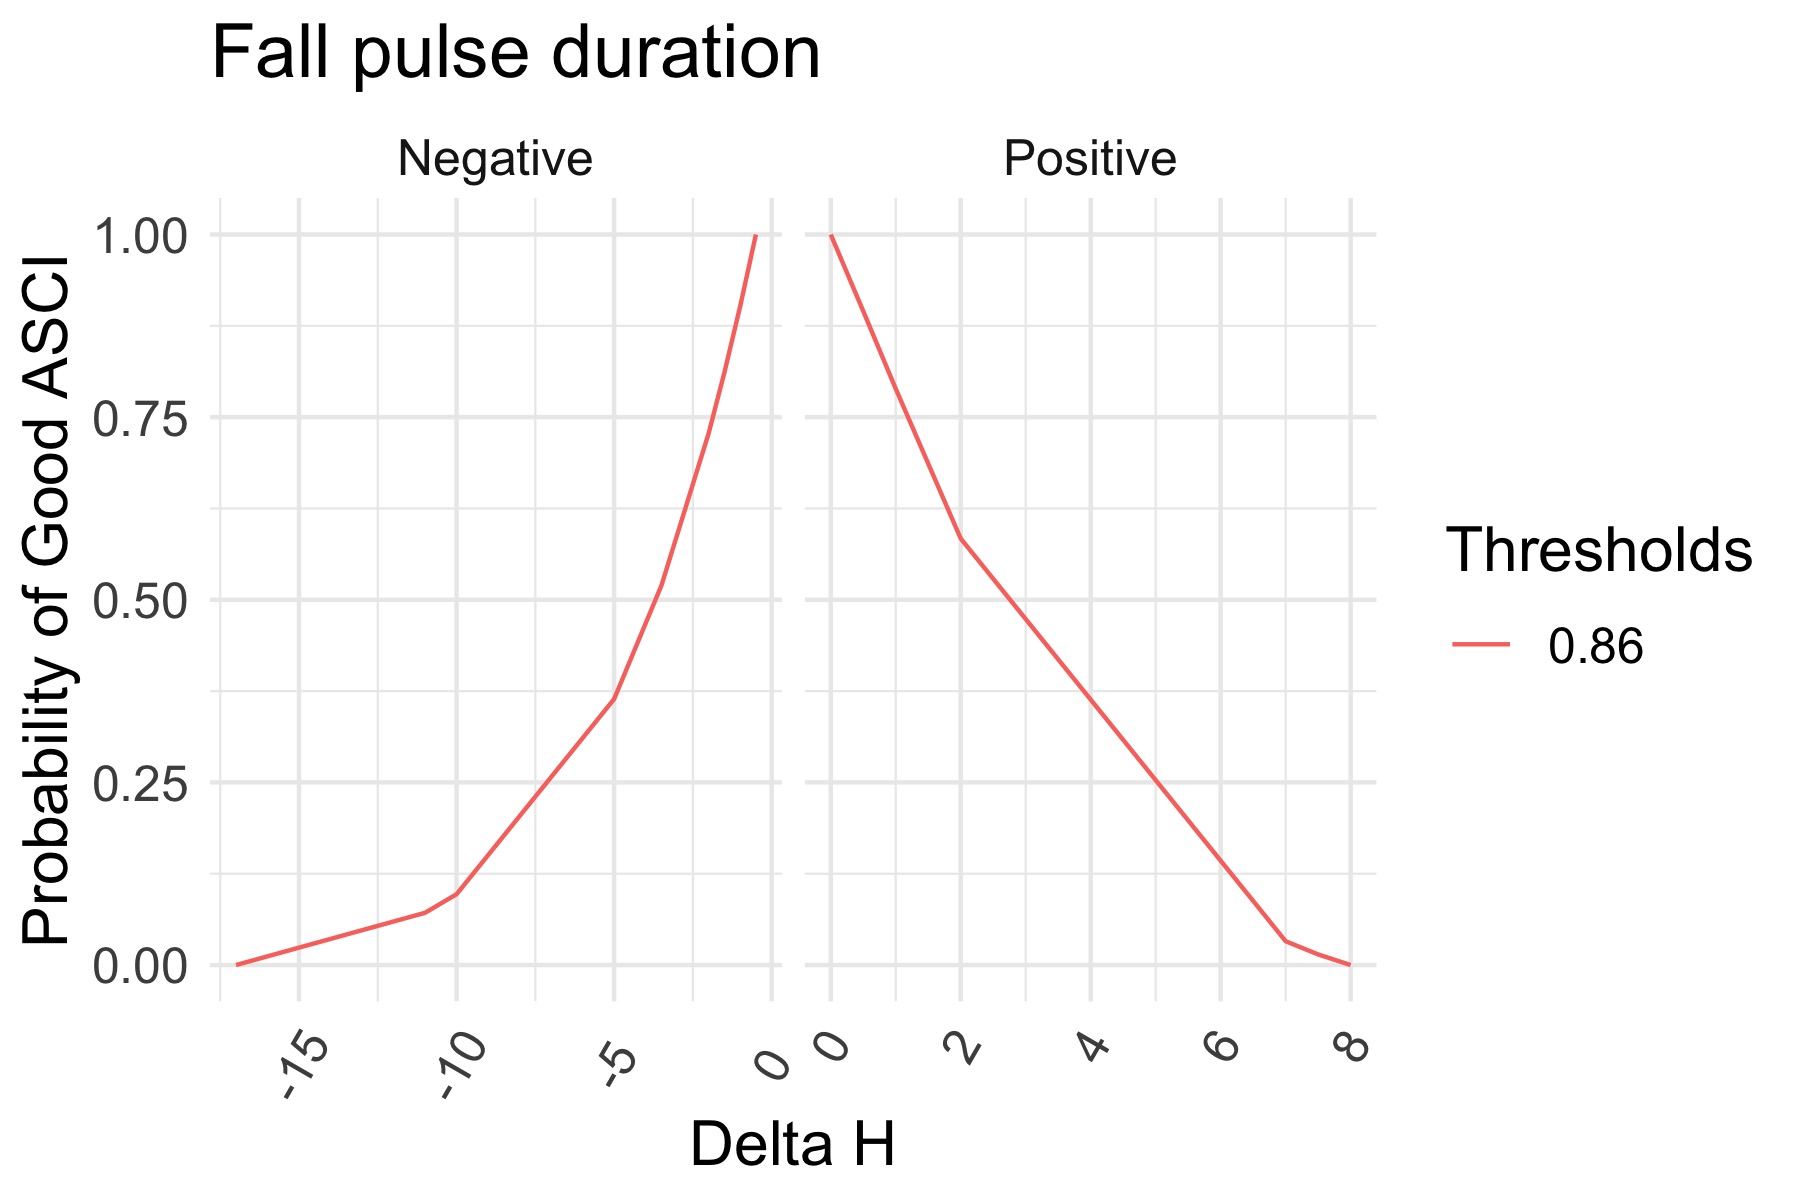 Fall pulse duration
Negative
Positive
Probability of Good ASCI
1.00
0.75
0.50
0.25
0.00
-15
-10
-5
0
0
2
4
6
8
Delta H
Thresholds
0.86